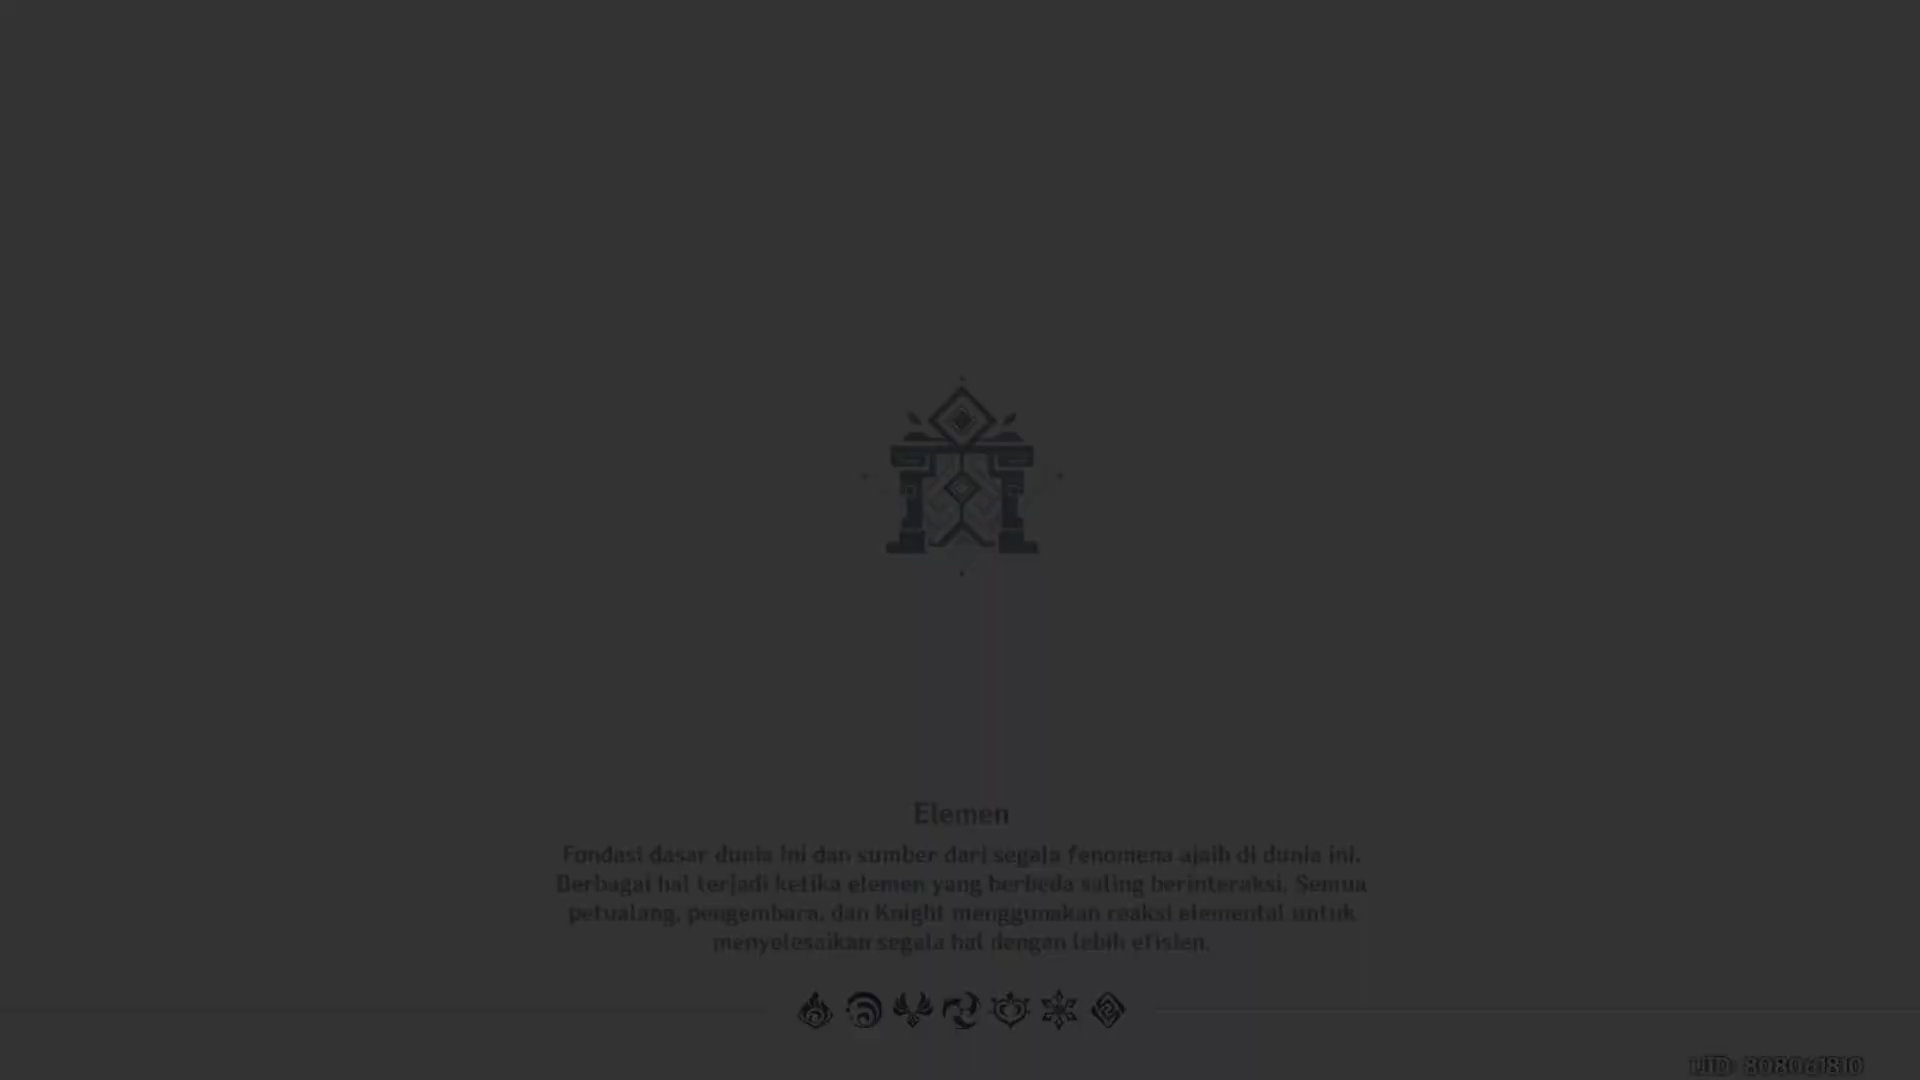 Elemen
Fondasi dasar dunia ini dan sumber dari segala fenomena ajaib di dunia ini.
Berbagai hal terjadi ketika elemen yang berbeda saling berinteraksi. Semua
petualang, pengembara, dan Knight menggunakan reaksi elemental untuk
menyelesaikan segala hal dengan lebih efisien.
UID: